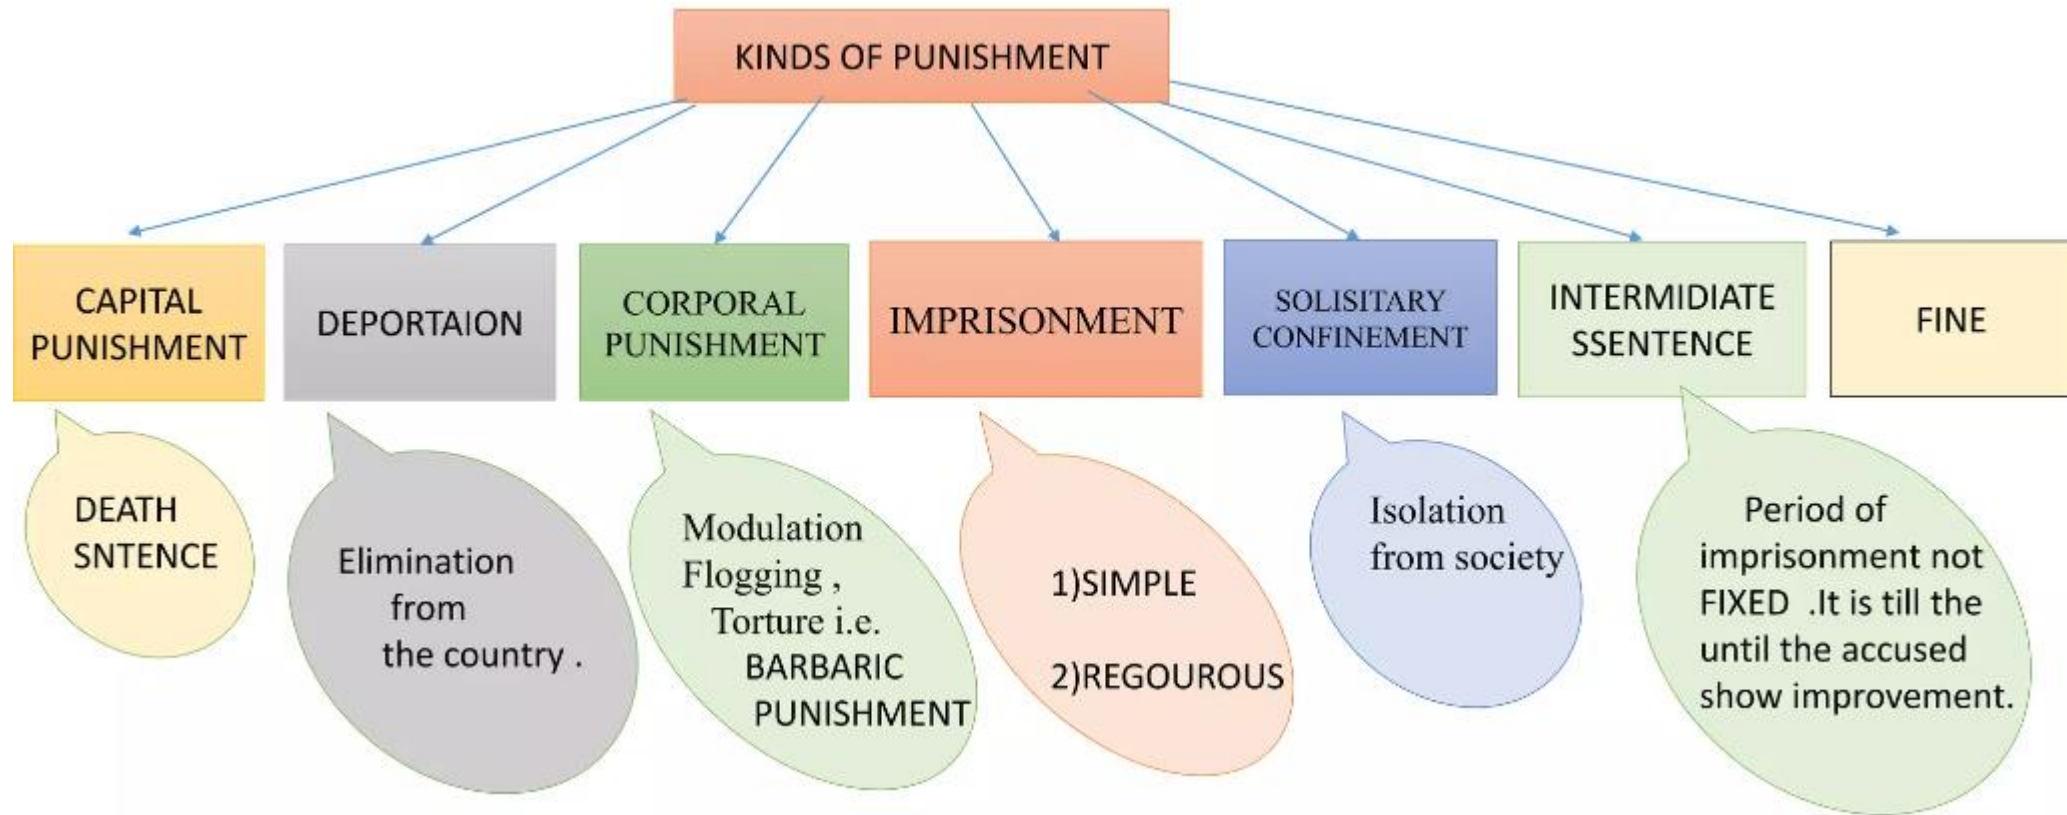 KINDS OF PUNISHMENT
CAPITAL
PUNISHMENT
DEPORTAION
CORPORAL
PUNISHMENT
IMPRISONMENT
SOLISITARY
CONFINEMENT
INTERMIDIATE
SSENTENCE
FINE
DEATH
SNTENCE
Elimination
from
the country .
Modulation
Flogging ,
Torture i.e.
BARBARIC
PUNISHMENT
1)SIMPLE
2)REGOUROUS
Isolation
from society
Period of
imprisonment not
FIXED .It is till the
until the accused
show improvement.